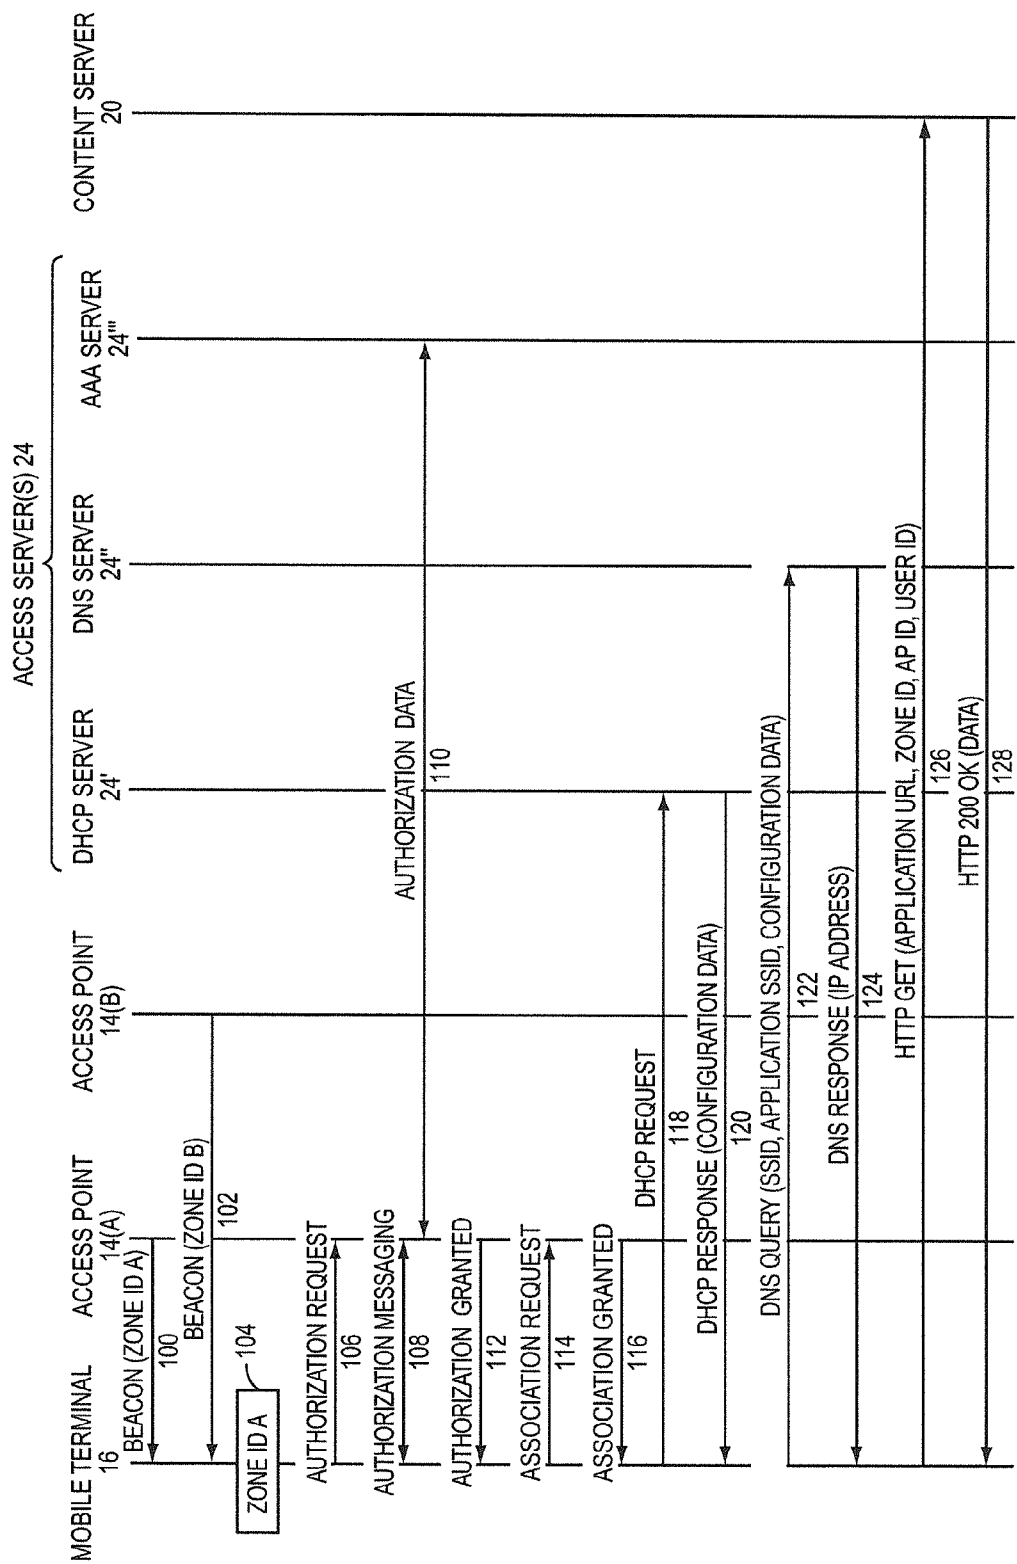 ACCESS SERVER(S) 24
MOBILE TERMINAL
16
ACCESS POINT
14(A)
ACCESS POINT
14(B)
DHCP SERVER
24'
DNS SERVER
24"
AAA SERVER
24'"
CONTENT SERVER
20
BEACON (ZONE ID A)
100
BEACON (ZONE ID B)
102
ZONE ID A
104
AUTHORIZATION REQUEST
106
AUTHORIZATION MESSAGING
108
AUTHORIZATION DATA
110
AUTHORIZATION GRANTED
112
ASSOCIATION REQUEST
114
ASSOCIATION GRANTED
116
DHCP REQUEST
118
DHCP RESPONSE (CONFIGURATION DATA)
120
DNS QUERY (SSID, APPLICATION SSID, CONFIGURATION DATA)
122
DNS RESPONSE (IP ADDRESS)
124
HTTP GET (APPLICATION URL, ZONE ID, AP ID, USER ID)
126
HTTP 200 OK (DATA)
128